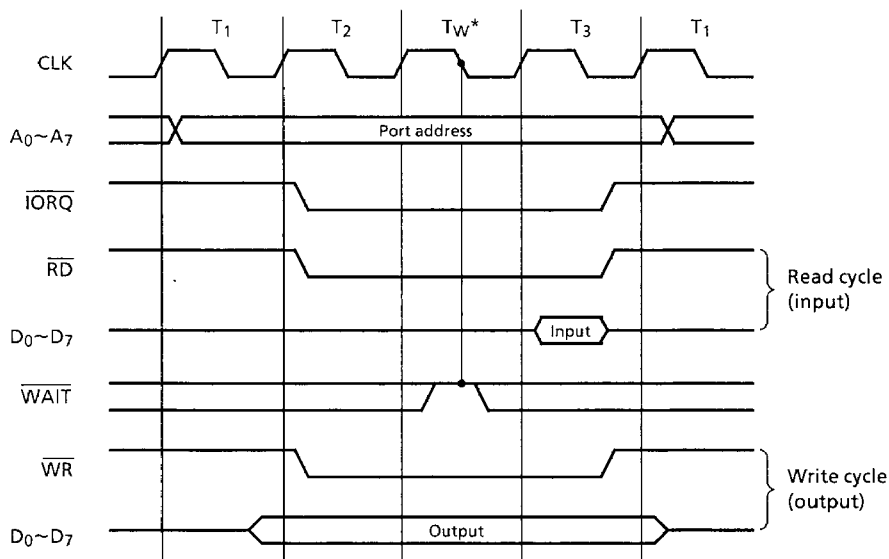 T₁ T₂ Tw* T₃ T₁
CLK
A₀~A₇ Port address
IORQ
RD
Read cycle
(input)
D₀~D₇ Input
WAIT
WR
Write cycle
(output)
D₀~D₇ Output